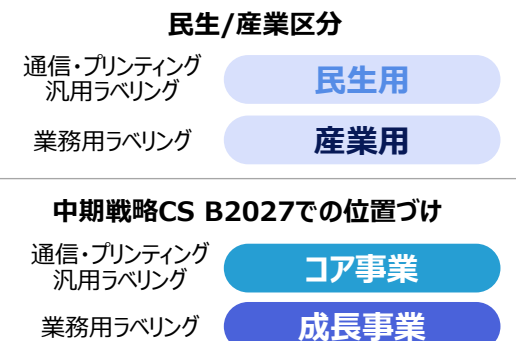 民生/産業区分
通信・プリンティング
汎用ラベリング
民生用
業務用ラベリング
産業用
中期戦略CS B2027での位置づけ
通信・プリンティング
汎用ラベリング
コア事業
業務用ラベリング
成長事業